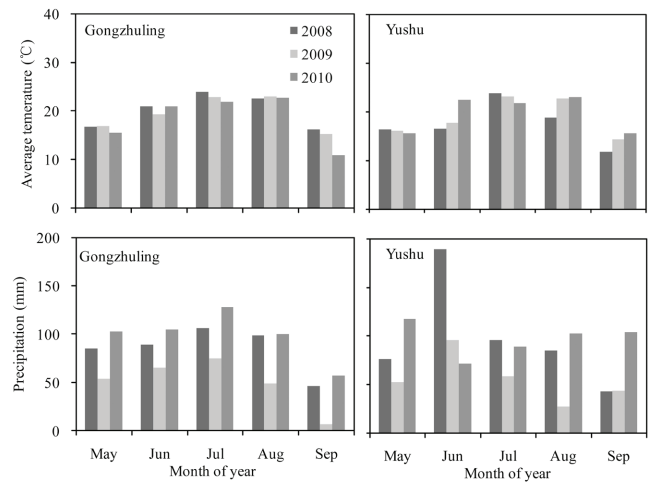 Gongzhuling
2008
2009
2010
Yushu
40
30
20
10
0
Average temerature (℃)
Gongzhuling
Yushu
200
150
100
50
0
Precipitation (mm)
May Jun Jul Aug Sep
May Jun Jul Aug Sep
Month of year
Month of year